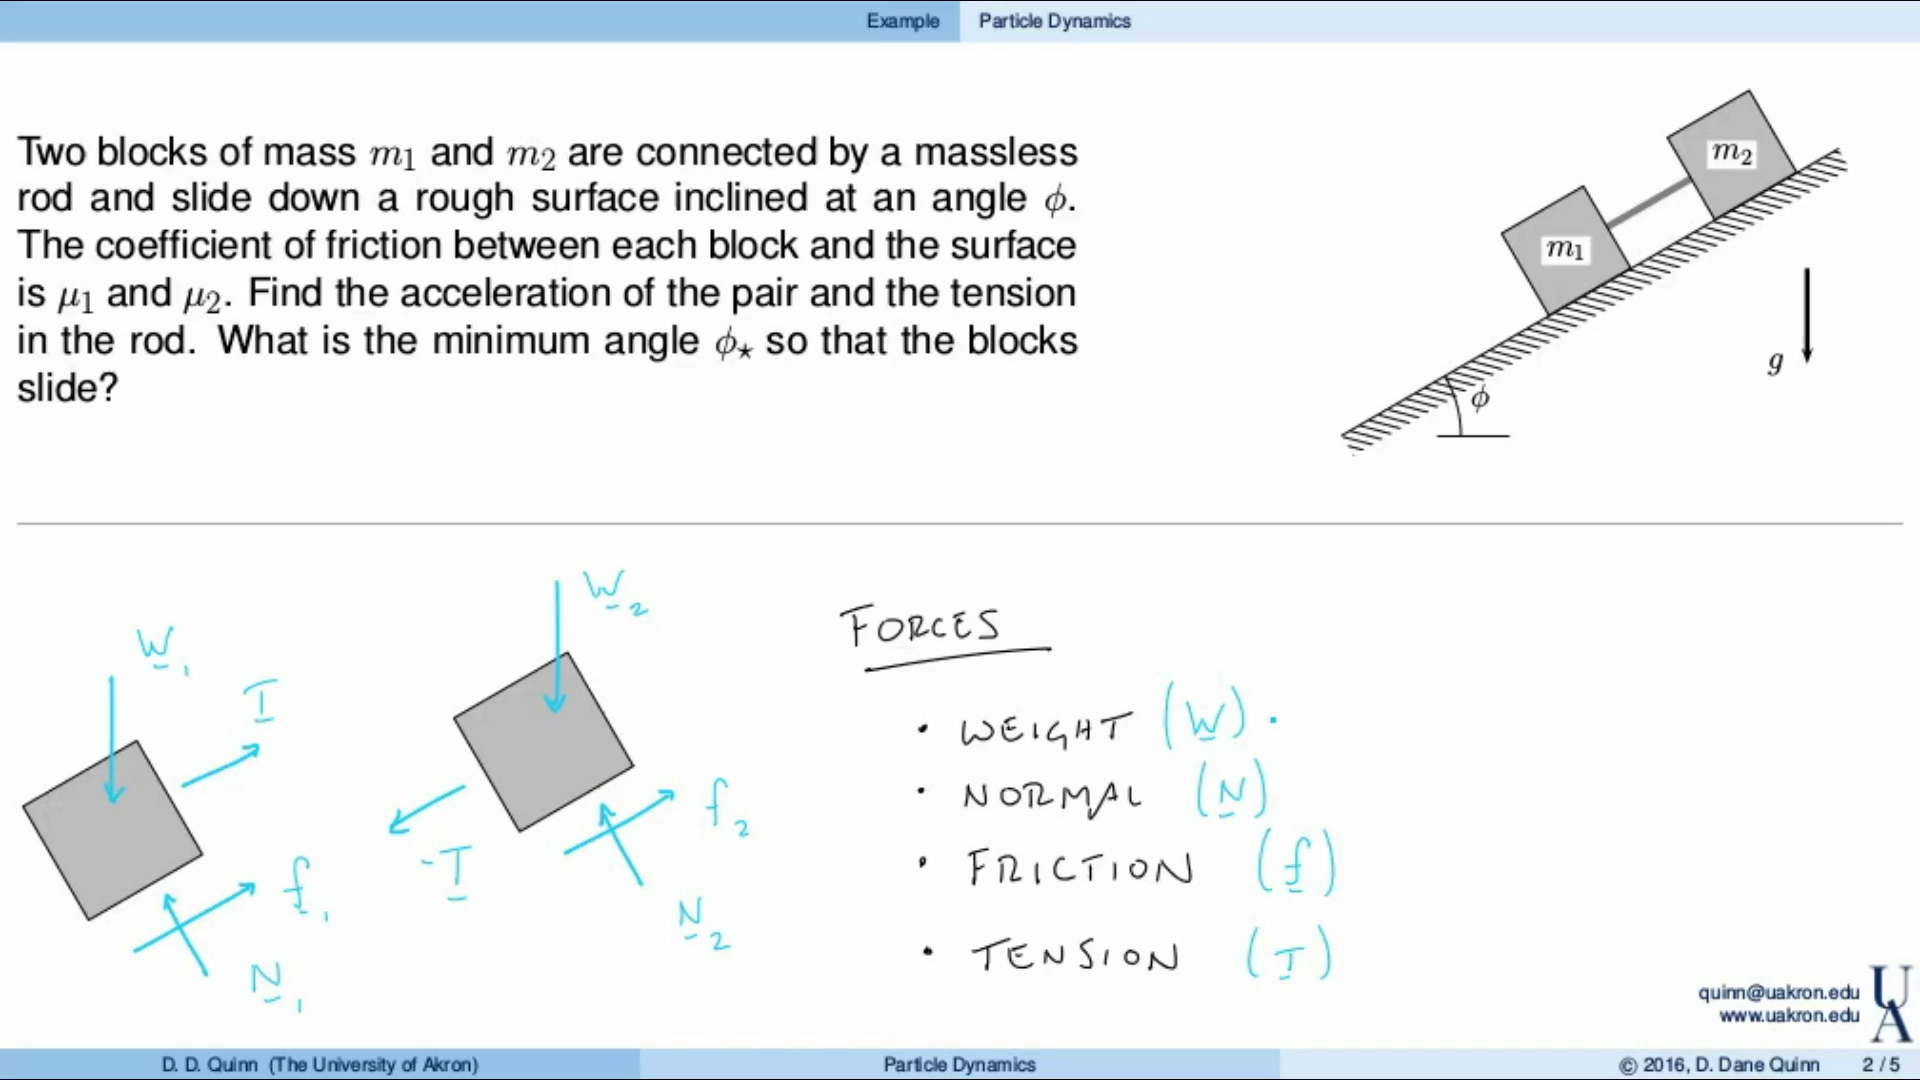 Example Particle Dynamics
Two blocks of mass m₁ and m₂ are connected by a massless
rod and slide down a rough surface inclined at an angle ϕ.
The coefficient of friction between each block and the surface
is μ₁ and μ₂. Find the acceleration of the pair and the tension
in the rod. What is the minimum angle ϕ⋆ so that the blocks
slide?
m₂
m₁
g
ϕ
W₂
W₁
T
f₂
-T
f₁
N₂
N₁
FORCES
• WEIGHT (W)
• NORMAL (N)
• FRICTION (f)
• TENSION (T)
quinn@uakron.edu
www.uakron.edu
UA
D. D. Quinn (The University of Akron) Particle Dynamics © 2016, D. Dane Quinn 2 / 5